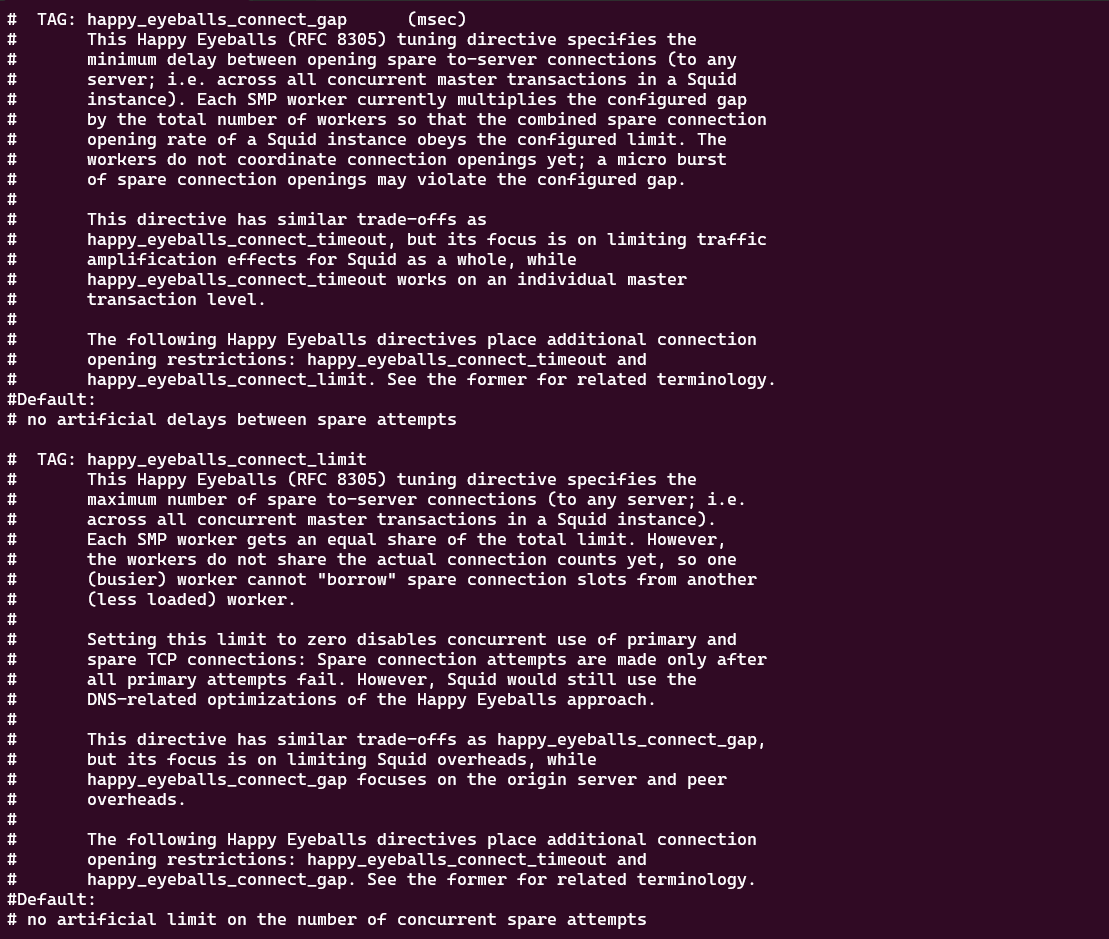 #  TAG: happy_eyeballs_connect_gap      (msec)
#       This Happy Eyeballs (RFC 8305) tuning directive specifies the
#       minimum delay between opening spare to-server connections (to any
#       server; i.e. across all concurrent master transactions in a Squid
#       instance). Each SMP worker currently multiplies the configured gap
#       by the total number of workers so that the combined spare connection
#       opening rate of a Squid instance obeys the configured limit. The
#       workers do not coordinate connection openings yet; a micro burst
#       of spare connection openings may violate the configured gap.
#
#       This directive has similar trade-offs as
#       happy_eyeballs_connect_timeout, but its focus is on limiting traffic
#       amplification effects for Squid as a whole, while
#       happy_eyeballs_connect_timeout works on an individual master
#       transaction level.
#
#       The following Happy Eyeballs directives place additional connection
#       opening restrictions: happy_eyeballs_connect_timeout and
#       happy_eyeballs_connect_limit. See the former for related terminology.
#Default:
# no artificial delays between spare attempts

#  TAG: happy_eyeballs_connect_limit
#       This Happy Eyeballs (RFC 8305) tuning directive specifies the
#       maximum number of spare to-server connections (to any server; i.e.
#       across all concurrent master transactions in a Squid instance).
#       Each SMP worker gets an equal share of the total limit. However,
#       the workers do not share the actual connection counts yet, so one
#       (busier) worker cannot "borrow" spare connection slots from another
#       (less loaded) worker.
#
#       Setting this limit to zero disables concurrent use of primary and
#       spare TCP connections: Spare connection attempts are made only after
#       all primary attempts fail. However, Squid would still use the
#       DNS-related optimizations of the Happy Eyeballs approach.
#
#       This directive has similar trade-offs as happy_eyeballs_connect_gap,
#       but its focus is on limiting Squid overheads, while
#       happy_eyeballs_connect_gap focuses on the origin server and peer
#       overheads.
#
#       The following Happy Eyeballs directives place additional connection
#       opening restrictions: happy_eyeballs_connect_timeout and
#       happy_eyeballs_connect_gap. See the former for related terminology.
#Default:
# no artificial limit on the number of concurrent spare attempts